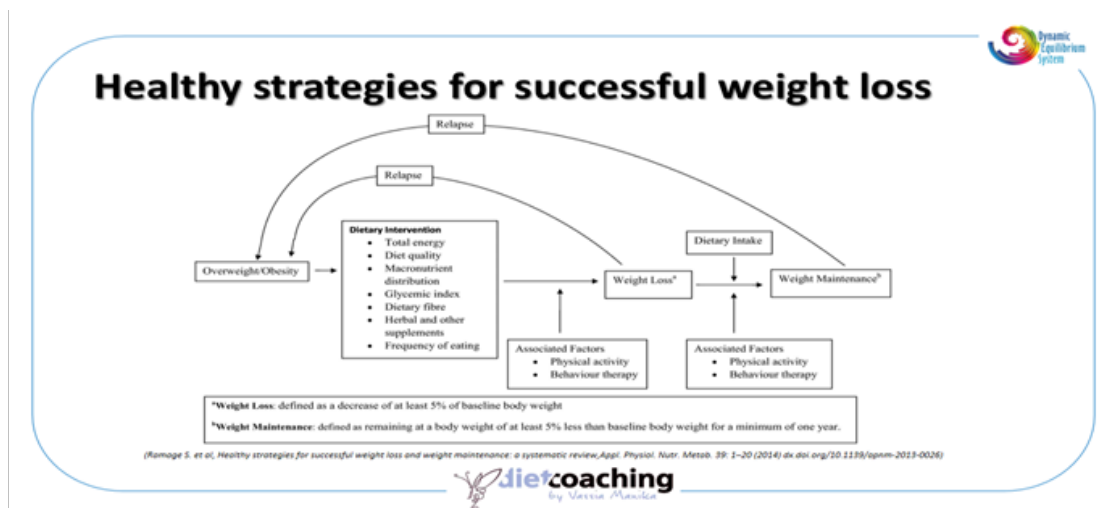 Dynamic
Equilibrium
System
Healthy strategies for successful weight loss
Relapse
Relapse
Dietary Intervention
• Total energy
• Diet quality
• Macronutrient
distribution
• Glycemic index
• Dietary fibre
• Herbal and other
supplements
• Frequency of eating
Dietary Intake
Overweight/Obesity
Weight Lossᵃ
Weight Maintenanceᵇ
Associated Factors
• Physical activity
• Behaviour therapy
Associated Factors
• Physical activity
• Behaviour therapy
ᵃWeight Loss: defined as a decrease of at least 5% of baseline body weight
ᵇWeight Maintenance: defined as remaining at a body weight of at least 5% less than baseline body weight for a minimum of one year.
(Ramage S. et al, Healthy strategies for successful weight loss and weight maintenance: a systematic review,Appl. Physiol. Nutr. Metab. 39: 1–20 (2014) dx.doi.org/10.1139/apnm-2013-0026)
dietcoaching
by Vassia Manika